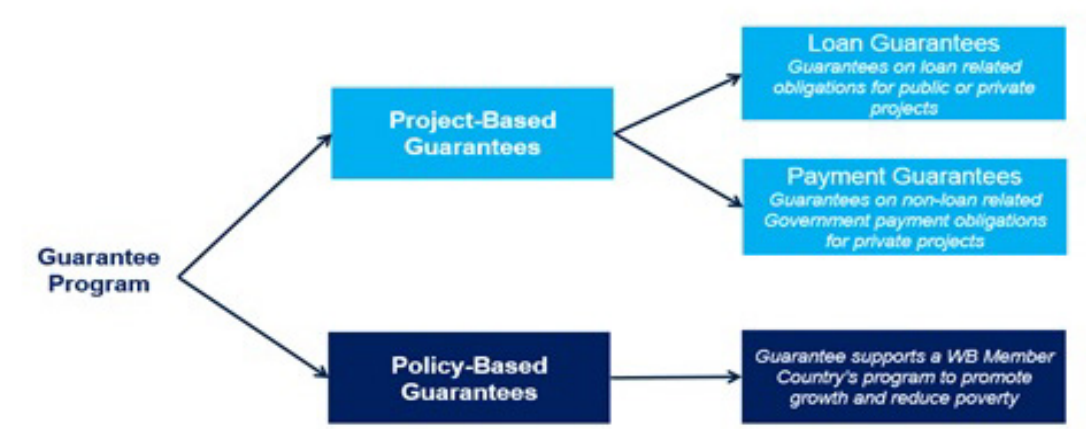 Guarantee
Program
Project-Based
Guarantees
Loan Guarantees
Guarantees on loan related
obligations for public or private
projects
Payment Guarantees
Guarantees on non-loan related
Government payment obligations
for private projects
Policy-Based
Guarantees
Guarantee supports a WB Member
Country's program to promote
growth and reduce poverty